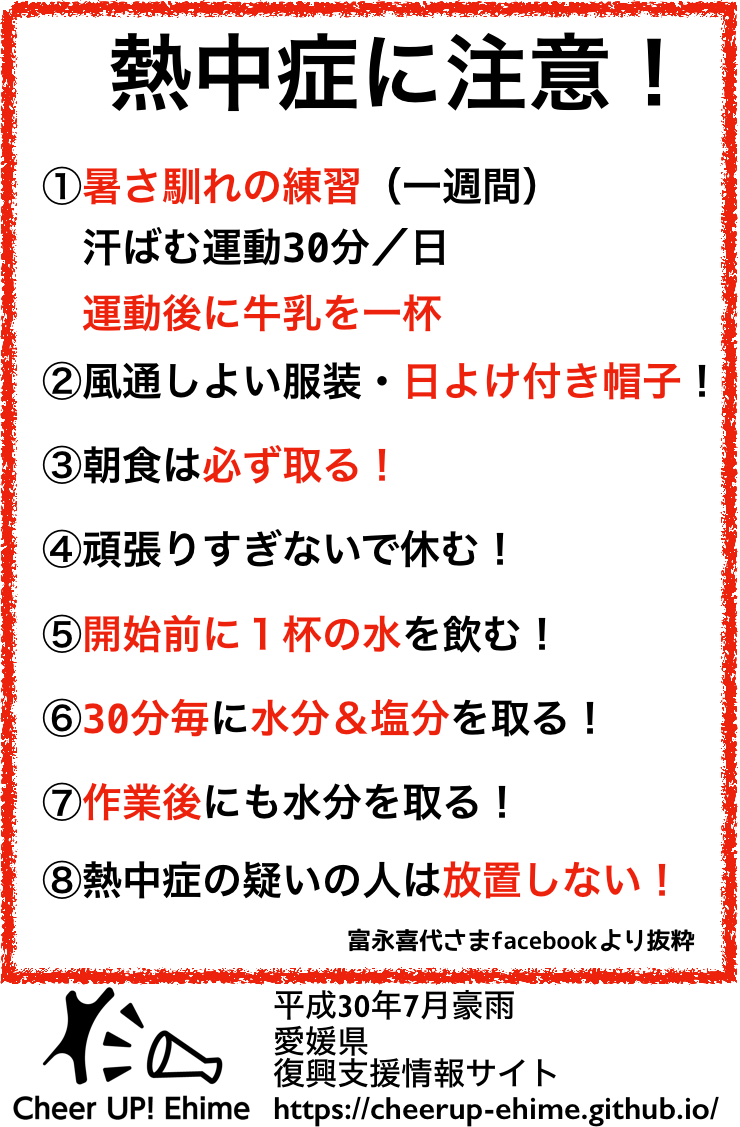 熱中症に注意！
①暑さ馴れの練習（一週間）
汗ばむ運動30分／日
運動後に牛乳を一杯
②風通しよい服装・日よけ付き帽子！
③朝食は必ず取る！
④頑張りすぎないで休む！
⑤開始前に１杯の水を飲む！
⑥30分毎に水分＆塩分を取る！
⑦作業後にも水分を取る！
⑧熱中症の疑いの人は放置しない！
富永喜代さまfacebookより抜粋
平成30年7月豪雨
愛媛県
復興支援情報サイト
Cheer UP! Ehime
https://cheerup-ehime.github.io/